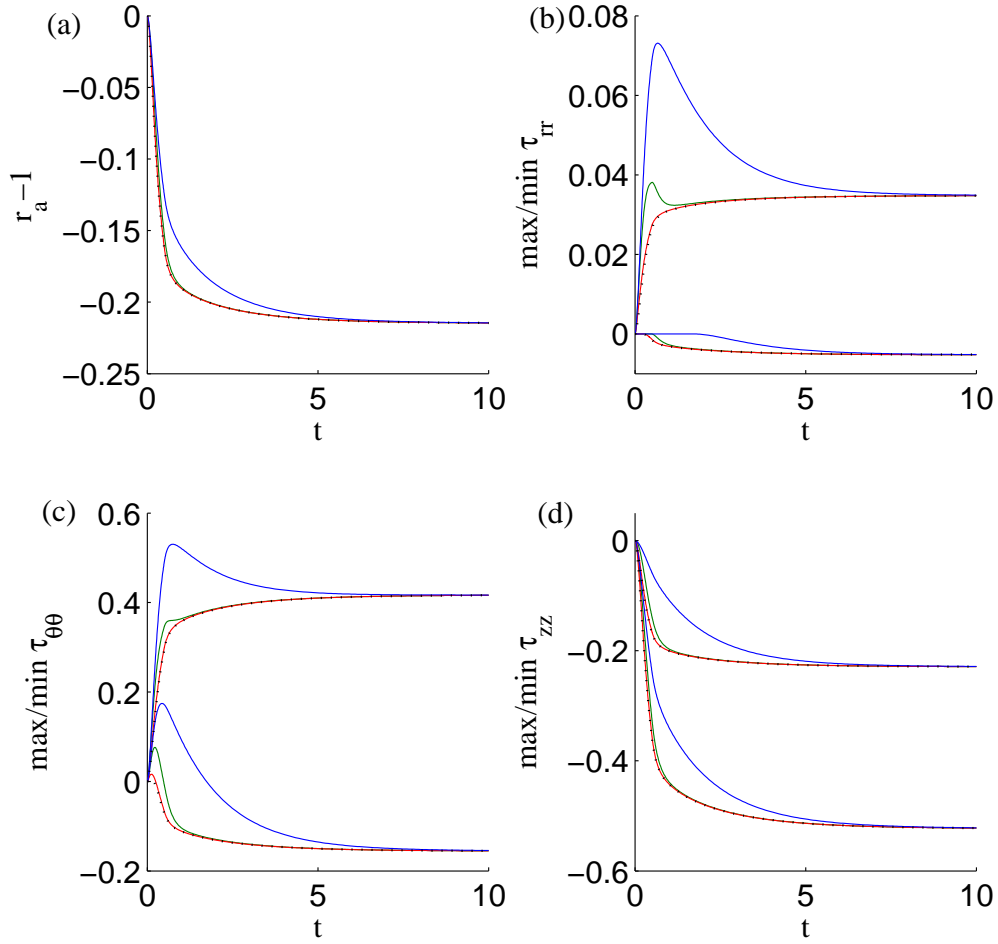 (a)
0
−0.05
−0.1
−0.15
−0.2
−0.25
r_a−1
0 5 10
t
(b)
0.08
0.06
0.04
0.02
0
max/min τ_rr
0 5 10
t
(c)
0.6
0.4
0.2
0
−0.2
max/min τ_θθ
0 5 10
t
(d)
0
−0.2
−0.4
−0.6
max/min τ_zz
0 5 10
t